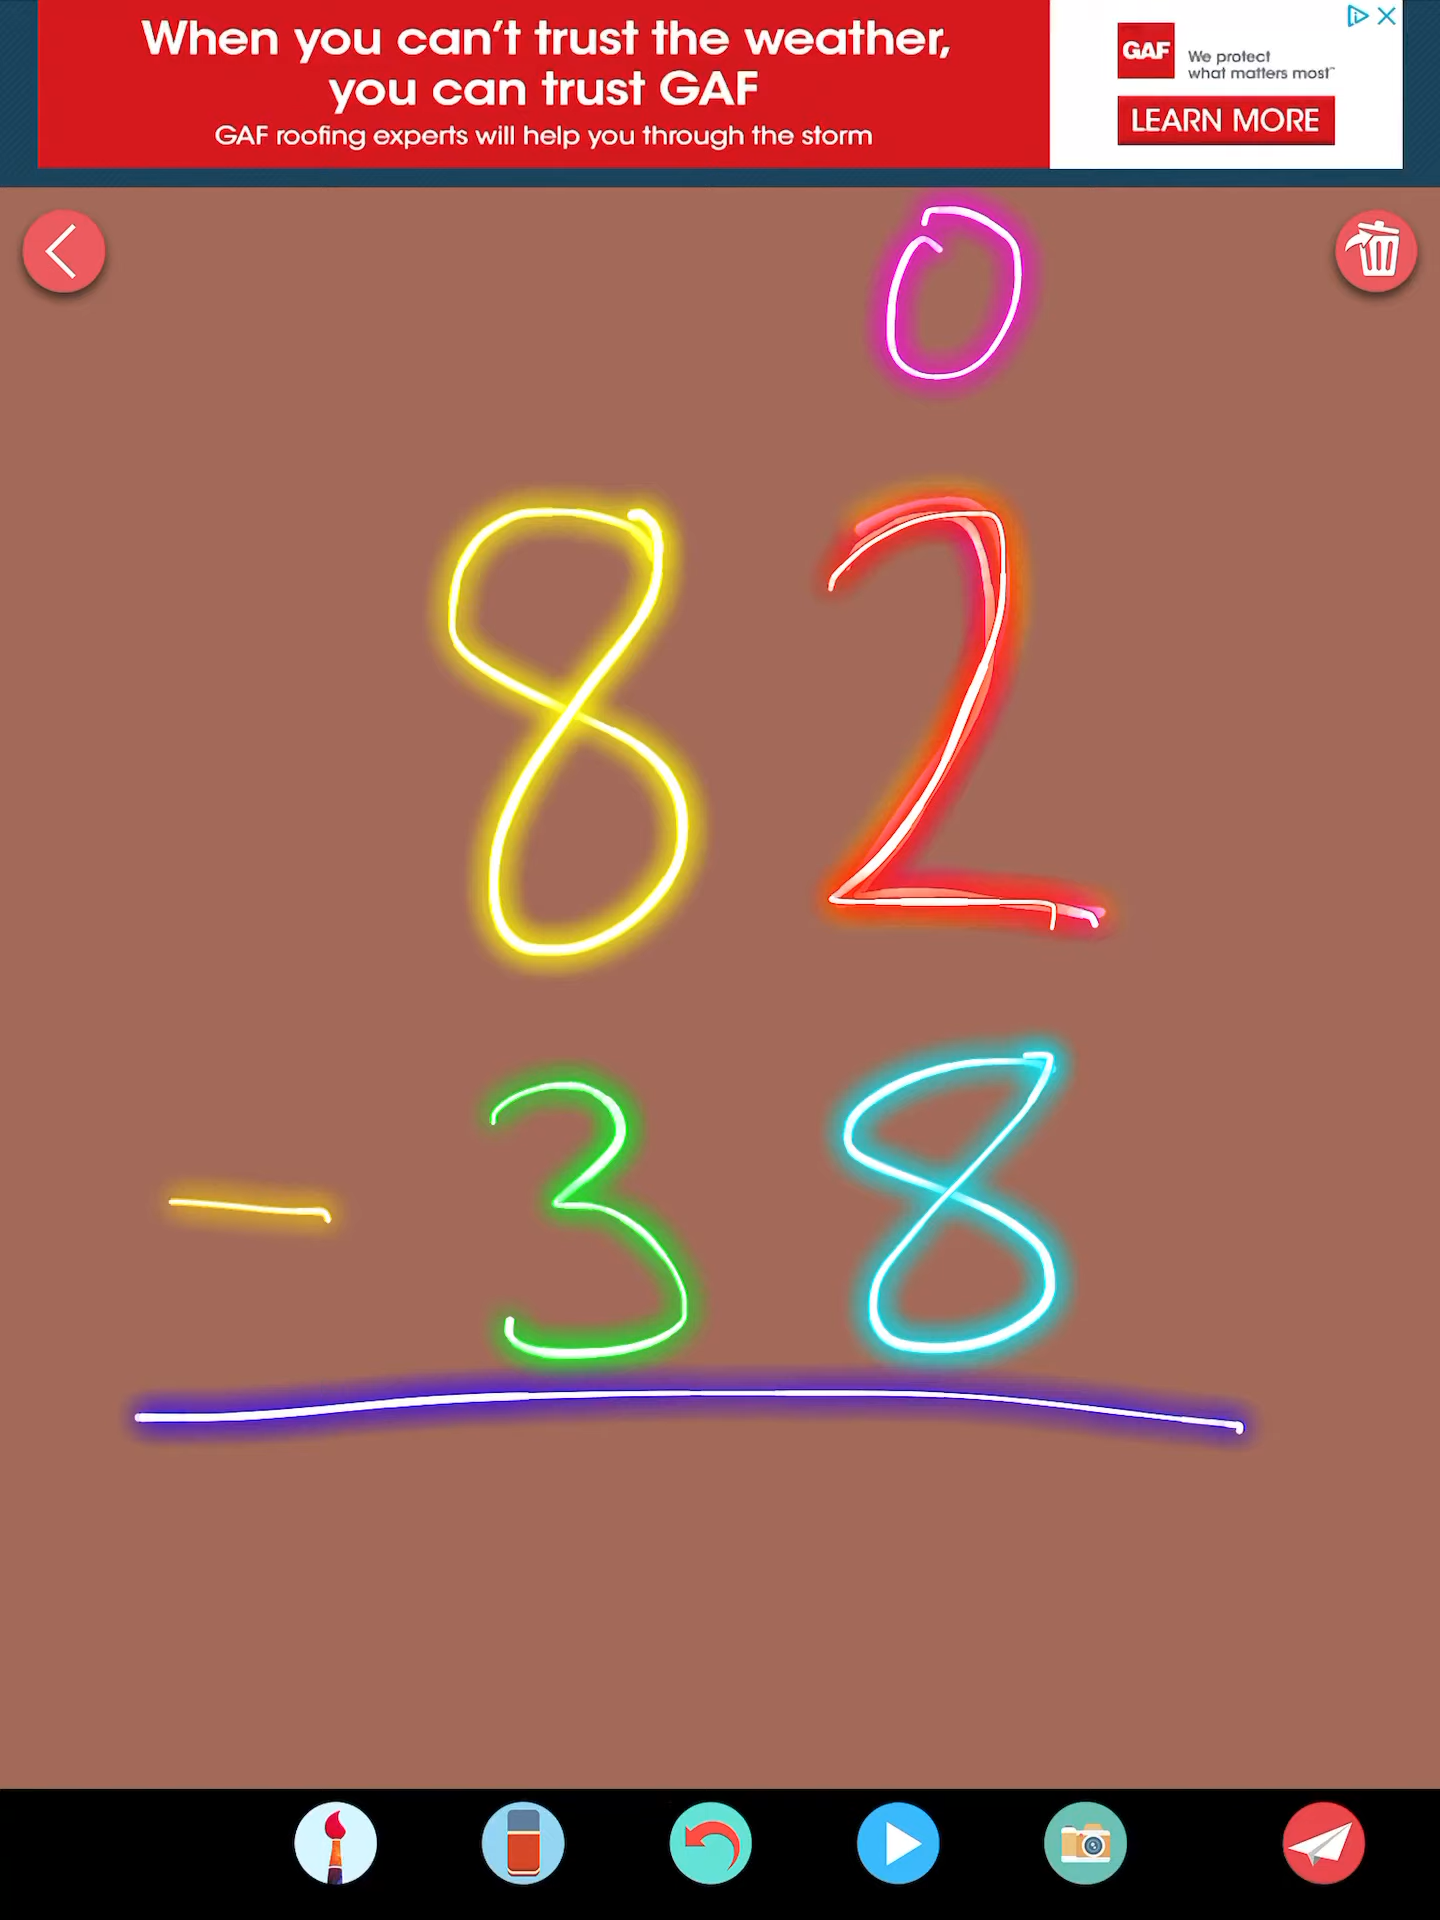 When you can't trust the weather,
you can trust GAF
GAF roofing experts will help you through the storm
GAF
We protect
what matters most™
LEARN MORE
0
82
- 38